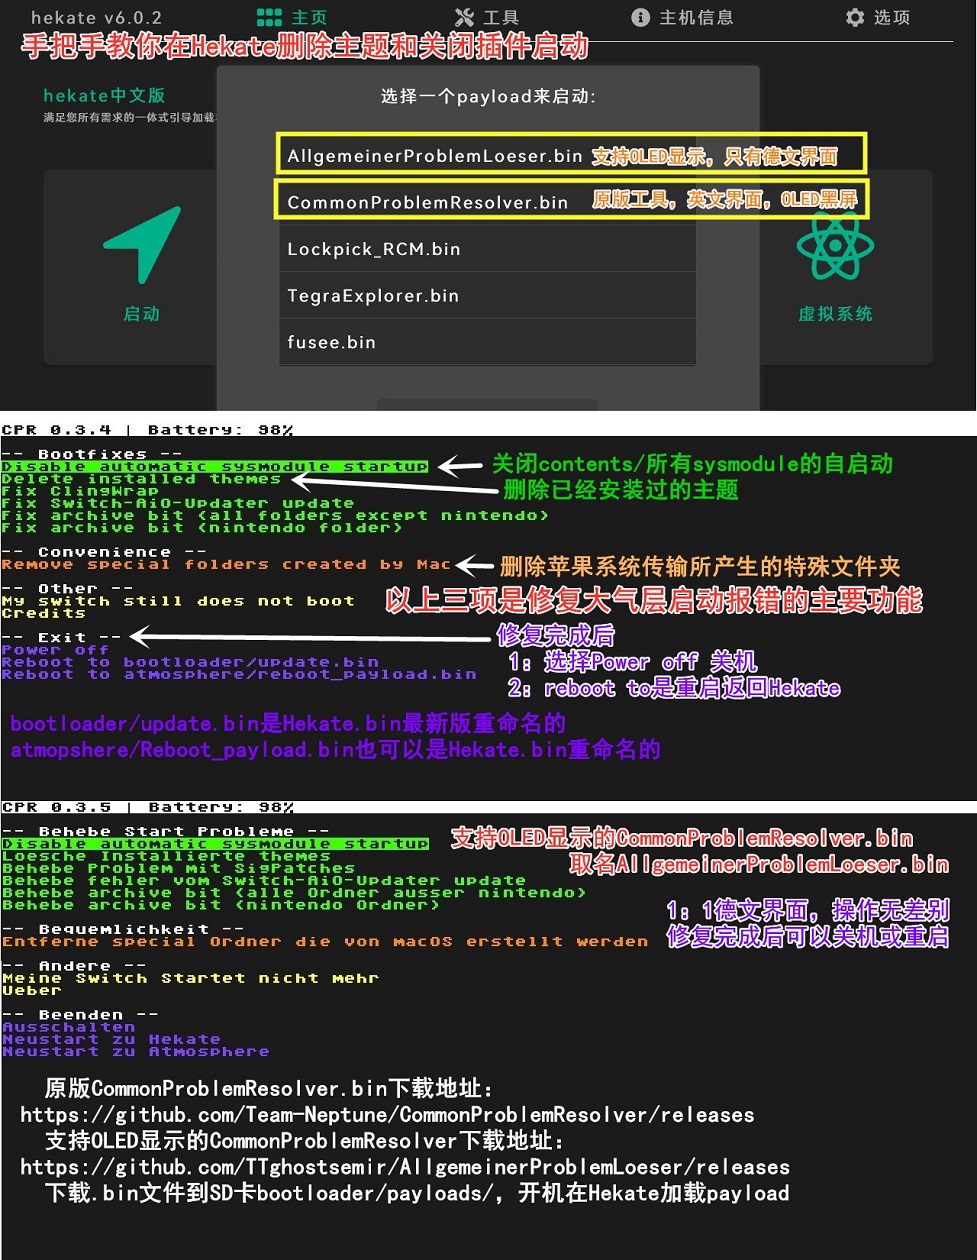 hekate v6.0.2
主页
工具
主机信息
选项
手把手教你在Hekate删除主题和关闭插件启动
hekate中文版
满足您所有需求的一体式引导加载
选择一个payload来启动:
AllgemeinerProblemLoeser.bin 支持OLED显示，只有德文界面
CommonProblemResolver.bin 原版工具，英文界面，OLED黑屏
Lockpick_RCM.bin
TegraExplorer.bin
fusee.bin
启动
虚拟系统
CPR 0.3.4 | Battery: 98%
-- Bootfixes --
Disable automatic sysmodule startup
关闭contents/所有sysmodule的自启动
Delete installed themes
删除已经安装过的主题
Fix ClingWrap
Fix Switch-AiO-Updater update
Fix archive bit (all folders except nintendo)
Fix archive bit (nintendo folder)
-- Convenience --
Remove special folders created by Mac
删除苹果系统传输所产生的特殊文件夹
-- Other --
My switch still does not boot
Credits
以上三项是修复大气层启动报错的主要功能
-- Exit --
Power off
Reboot to bootloader/update.bin
Reboot to atmosphere/reboot_payload.bin
修复完成后
1: 选择Power off 关机
2: reboot to是重启返回Hekate
bootloader/update.bin是Hekate.bin最新版重命名的
atmopshere/Reboot_payload.bin也可以是Hekate.bin重命名的
CPR 0.3.5 | Battery: 98%
-- Behebe Start Probleme --
Disable automatic sysmodule startup
Loesche Installierte themes
Behebe Problem mit SigPatches
Behebe fehler vom Switch-AiO-Updater update
Behebe archive bit (alle Ordner ausser nintendo)
Behebe archive bit (nintendo Ordner)
支持OLED显示的CommonProblemResolver.bin
取名AllgemeinerProblemLoeser.bin
1: 1德文界面，操作无差别
修复完成后可以关机或重启
-- Bequemlichkeit --
Entferne special Ordner die von macOS erstellt werden
-- Andere --
Meine Switch Startet nicht mehr
Ueber
-- Beenden --
Ausschalten
Neustart zu Hekate
Neustart zu Atmosphere
原版CommonProblemResolver.bin下载地址:
https://github.com/Team-Neptune/CommonProblemResolver/releases
支持OLED显示的CommonProblemResolver下载地址:
https://github.com/TTghostsemir/AllgemeinerProblemLoeser/releases
下载.bin文件到SD卡bootloader/payloads/，开机在Hekate加载payload